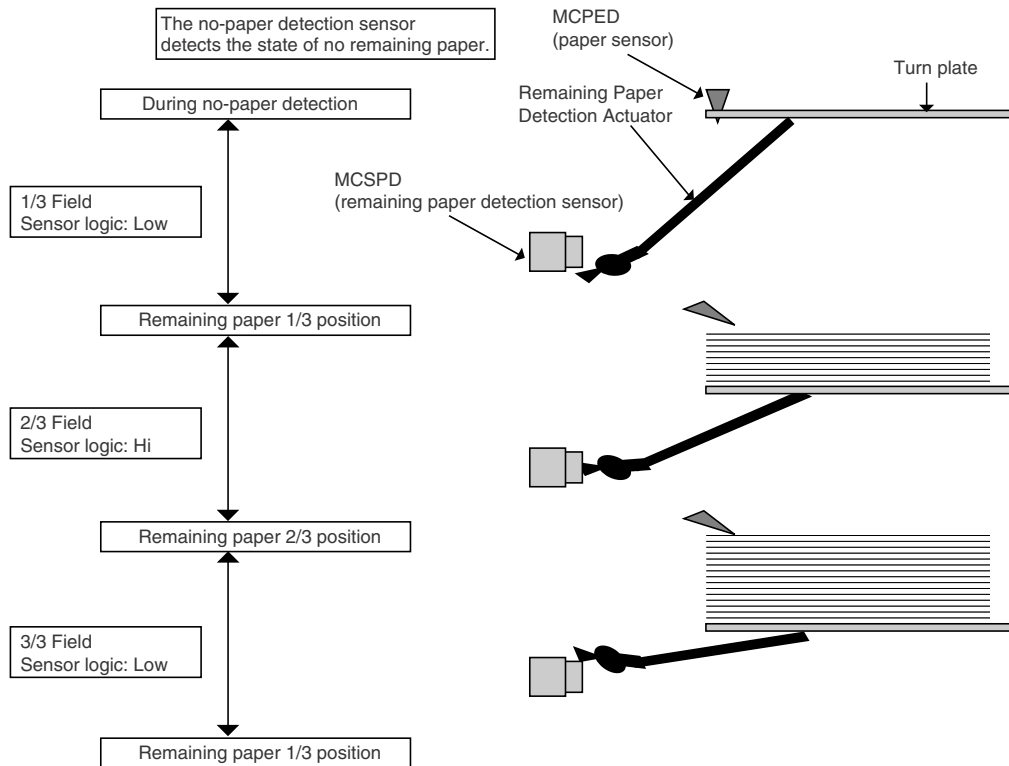 The no-paper detection sensor
detects the state of no remaining paper.
MCPED
(paper sensor)
Turn plate
During no-paper detection
Remaining Paper
Detection Actuator
MCSPD
(remaining paper detection sensor)
1/3 Field
Sensor logic: Low
Remaining paper 1/3 position
2/3 Field
Sensor logic: Hi
Remaining paper 2/3 position
3/3 Field
Sensor logic: Low
Remaining paper 1/3 position